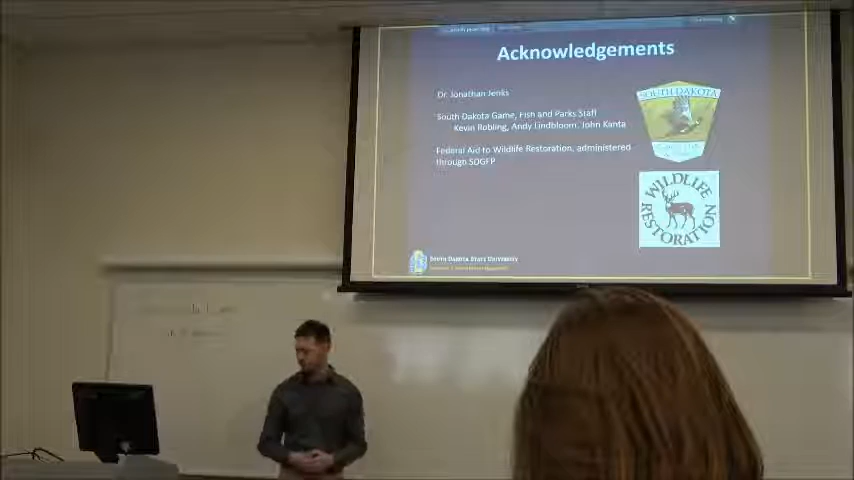 Acknowledgements
Dr. Jonathan Jenks
South Dakota Game, Fish and Parks Staff
Kevin Robling, Andy Lindbloom, John Kanta
Federal Aid to Wildlife Restoration, administered
through SDGFP
SOUTH DAKOTA
WILDLIFE
RESTORATION
SOUTH DAKOTA STATE UNIVERSITY